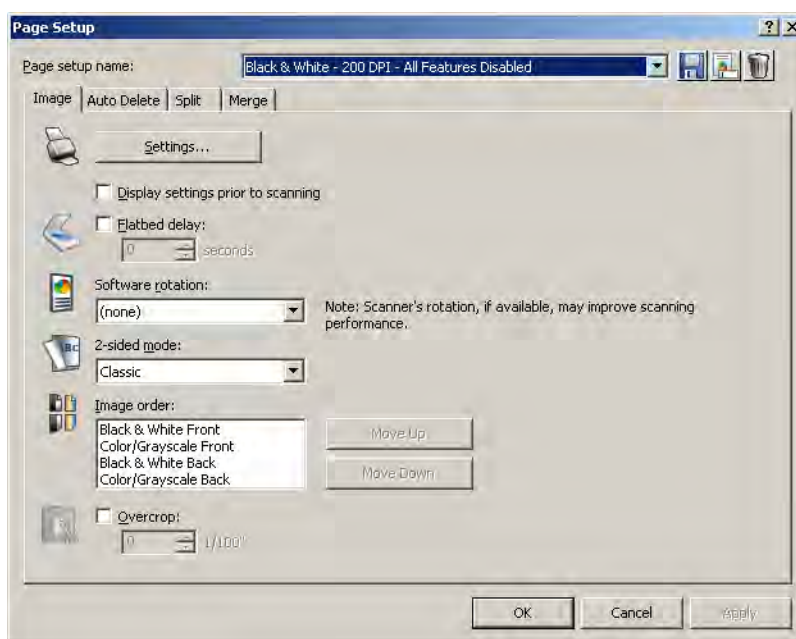 Page Setup
Page setup name:
Black & White - 200 DPI - All Features Disabled
Image
Auto Delete
Split
Merge
Settings...
Display settings prior to scanning
Flatbed delay:
0 seconds
Software rotation:
(none)
Note: Scanner's rotation, if available, may improve scanning
performance.
2-sided mode:
Classic
Image order:
Black & White Front
Color/Grayscale Front
Black & White Back
Color/Grayscale Back
Move Up
Move Down
Overcrop:
0 1/100"
OK
Cancel
Apply